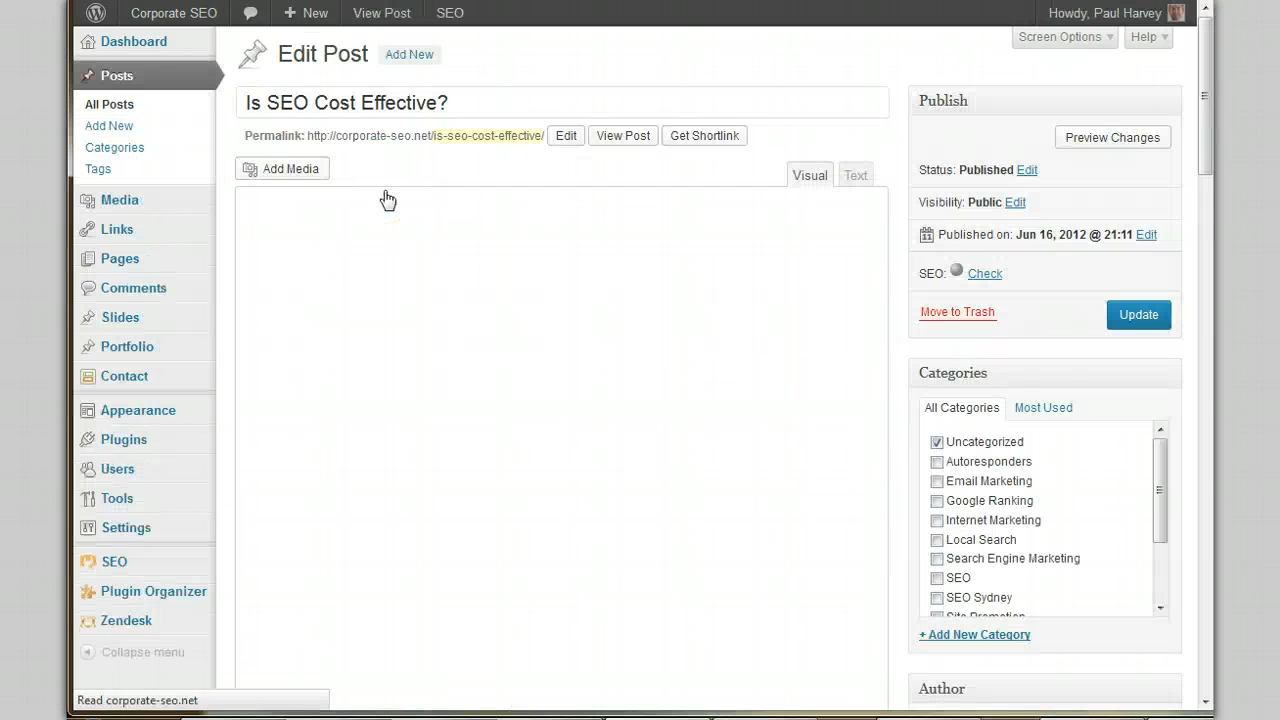 Corporate SEO New View Post SEO Howdy, Paul Harvey
Dashboard
Posts
All Posts
Add New
Categories
Tags
Media
Links
Pages
Comments
Slides
Portfolio
Contact
Appearance
Plugins
Users
Tools
Settings
SEO
Plugin Organizer
Zendesk
Collapse menu
Read corporate-seo.net
Screen Options Help
Edit Post Add New
Is SEO Cost Effective?
Permalink: http://corporate-seo.net/is-seo-cost-effective/ Edit View Post Get Shortlink
Add Media
Visual Text
Publish
Preview Changes
Status: Published Edit
Visibility: Public Edit
11 Published on: Jun 16, 2012 @ 21:11 Edit
SEO: Check
Move to Trash Update
Categories
All Categories Most Used
Uncategorized
Autoresponders
Email Marketing
Google Ranking
Internet Marketing
Local Search
Search Engine Marketing
SEO
SEO Sydney
Site Promotion
+ Add New Category
Author